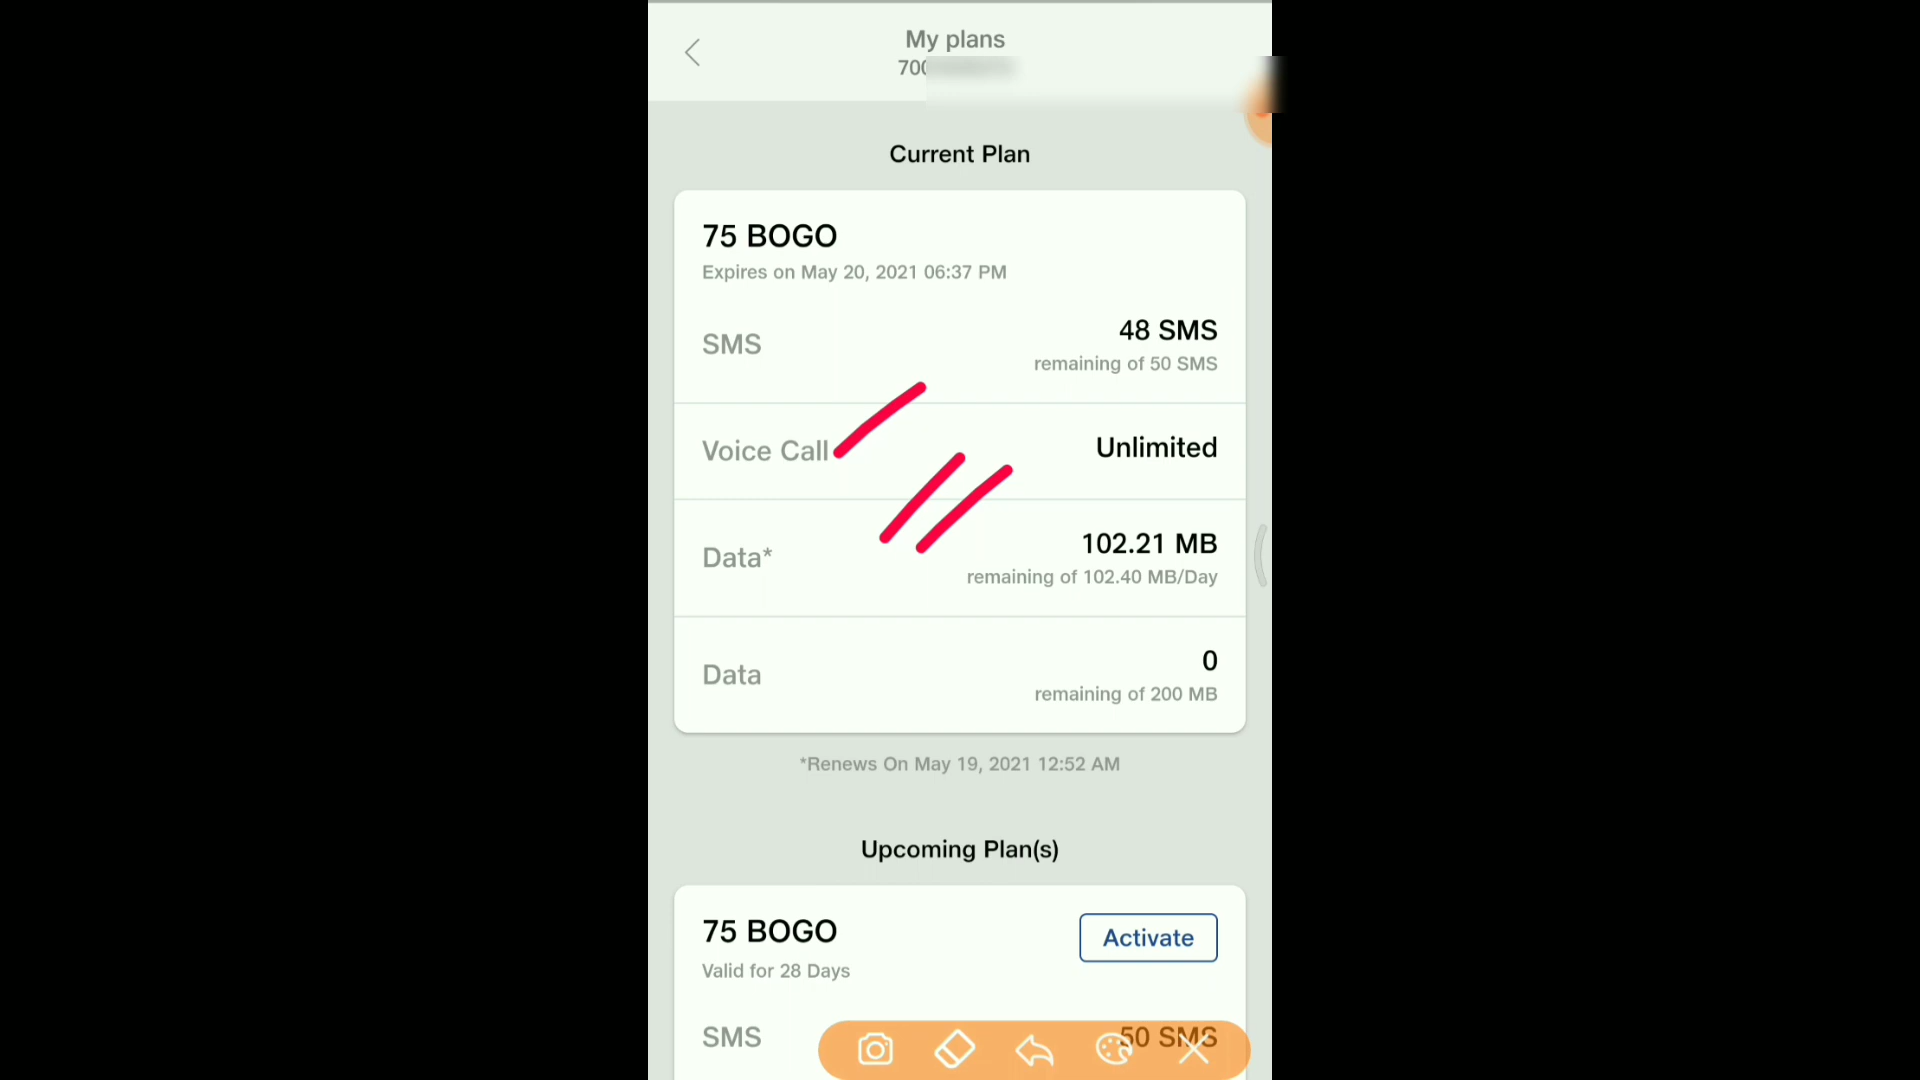 My plans
700
Current Plan
75 BOGO
Expires on May 20, 2021 06:37 PM
SMS
48 SMS
remaining of 50 SMS
Voice Call
Unlimited
Data*
102.21 MB
remaining of 102.40 MB/Day
Data
0
remaining of 200 MB
*Renews On May 19, 2021 12:52 AM
Upcoming Plan(s)
75 BOGO
Activate
Valid for 28 Days
SMS
50 SMS